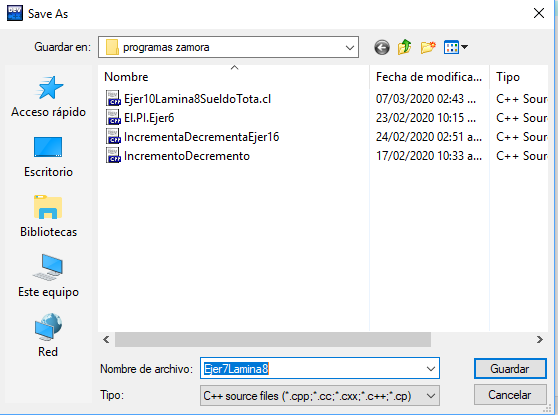 DEV
Save As
Guardar en:
programas zamora
Acceso rápido
Escritorio
Bibliotecas
Este equipo
Red
Nombre
Fecha de modifica...
Tipo
Ejer10Lamina8SueldoTota.cl
07/03/2020 02:43 ...
C++ Sour
El.Pl.Ejer6
23/02/2020 10:15 ...
C++ Sour
IncrementaDecrementaEjer16
24/02/2020 02:51 a...
C++ Sour
IncrementoDecremento
17/02/2020 10:33 a...
C++ Sour
Nombre de archivo:
Ejer7Lamina8
Guardar
Tipo:
C++ source files (*.cpp;*.cc;*.cxx;*.c++;*.cp)
Cancelar